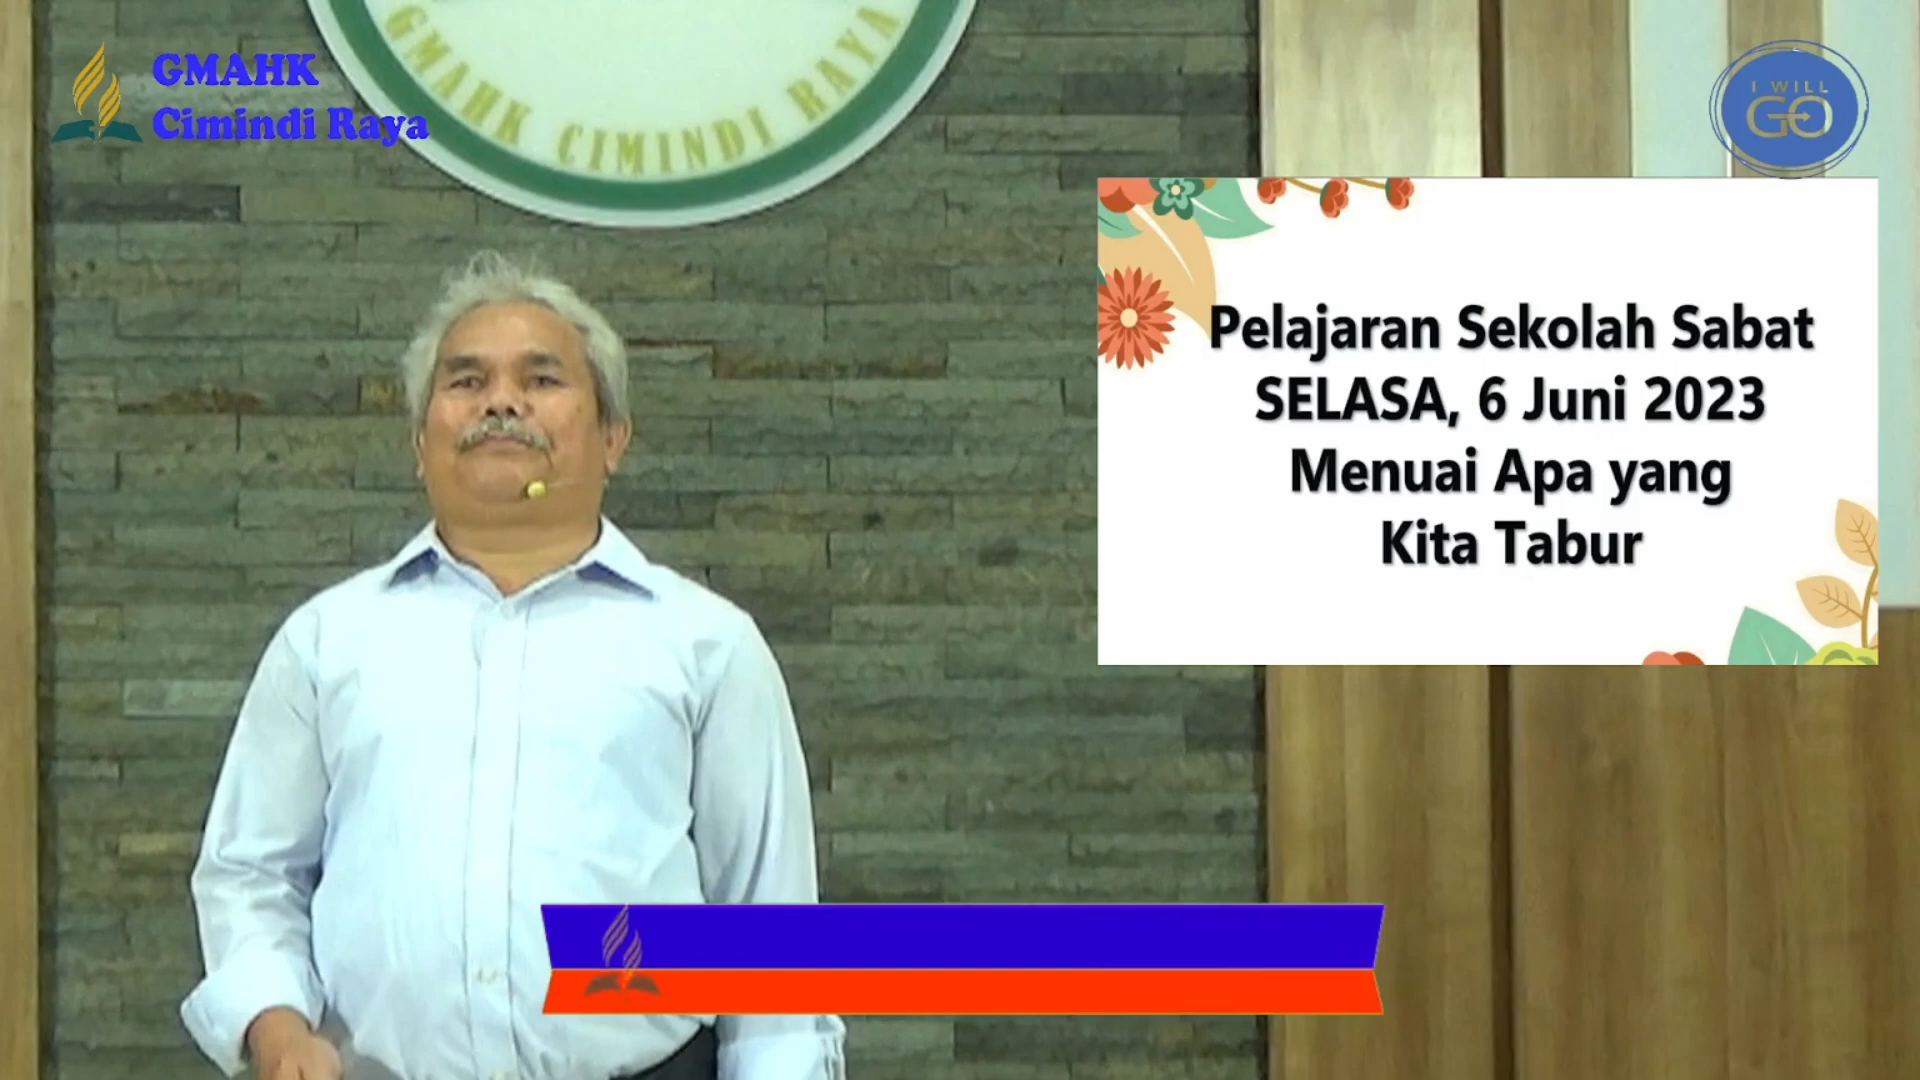 GMAHK
Cimindi Raya
GMAHK CIMINDI RAYA
I WILL
GO
Pelajaran Sekolah Sabat
SELASA, 6 Juni 2023
Menuai Apa yang
Kita Tabur